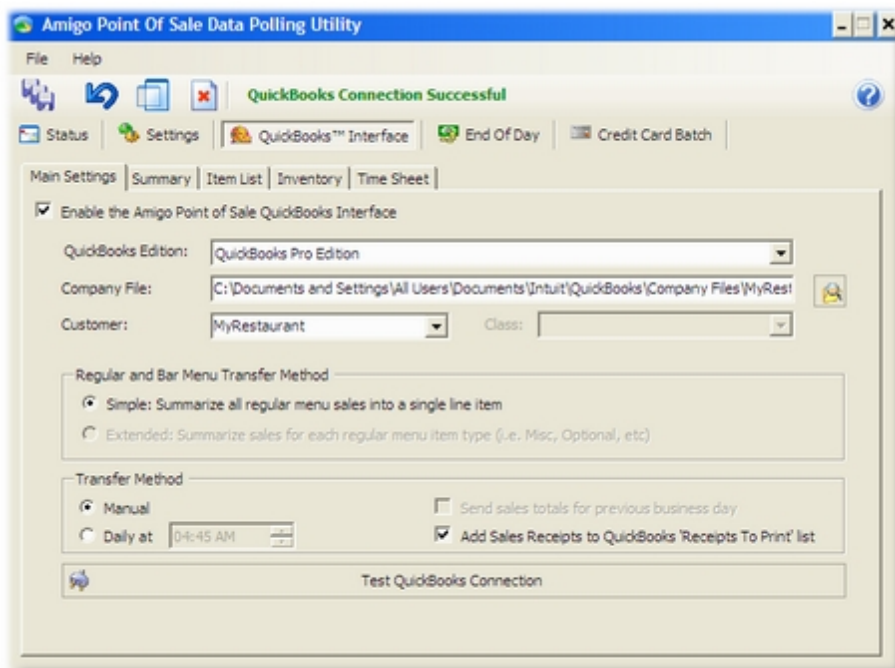 Amigo Point Of Sale Data Polling Utility
File Help
QuickBooks Connection Successful
Status Settings QuickBooks™ Interface End Of Day Credit Card Batch
Main Settings Summary Item List Inventory Time Sheet
Enable the Amigo Point of Sale QuickBooks Interface
QuickBooks Edition: QuickBooks Pro Edition
Company File: C:\Documents and Settings\All Users\Documents\Intuit\QuickBooks\Company Files\MyRest
Customer: MyRestaurant Class:
Regular and Bar Menu Transfer Method
Simple: Summarize all regular menu sales into a single line item
Extended: Summarize sales for each regular menu item type (i.e. Misc, Optional, etc)
Transfer Method
Manual Send sales totals for previous business day
Daily at 04:45 AM Add Sales Receipts to QuickBooks 'Receipts To Print' list
Test QuickBooks Connection